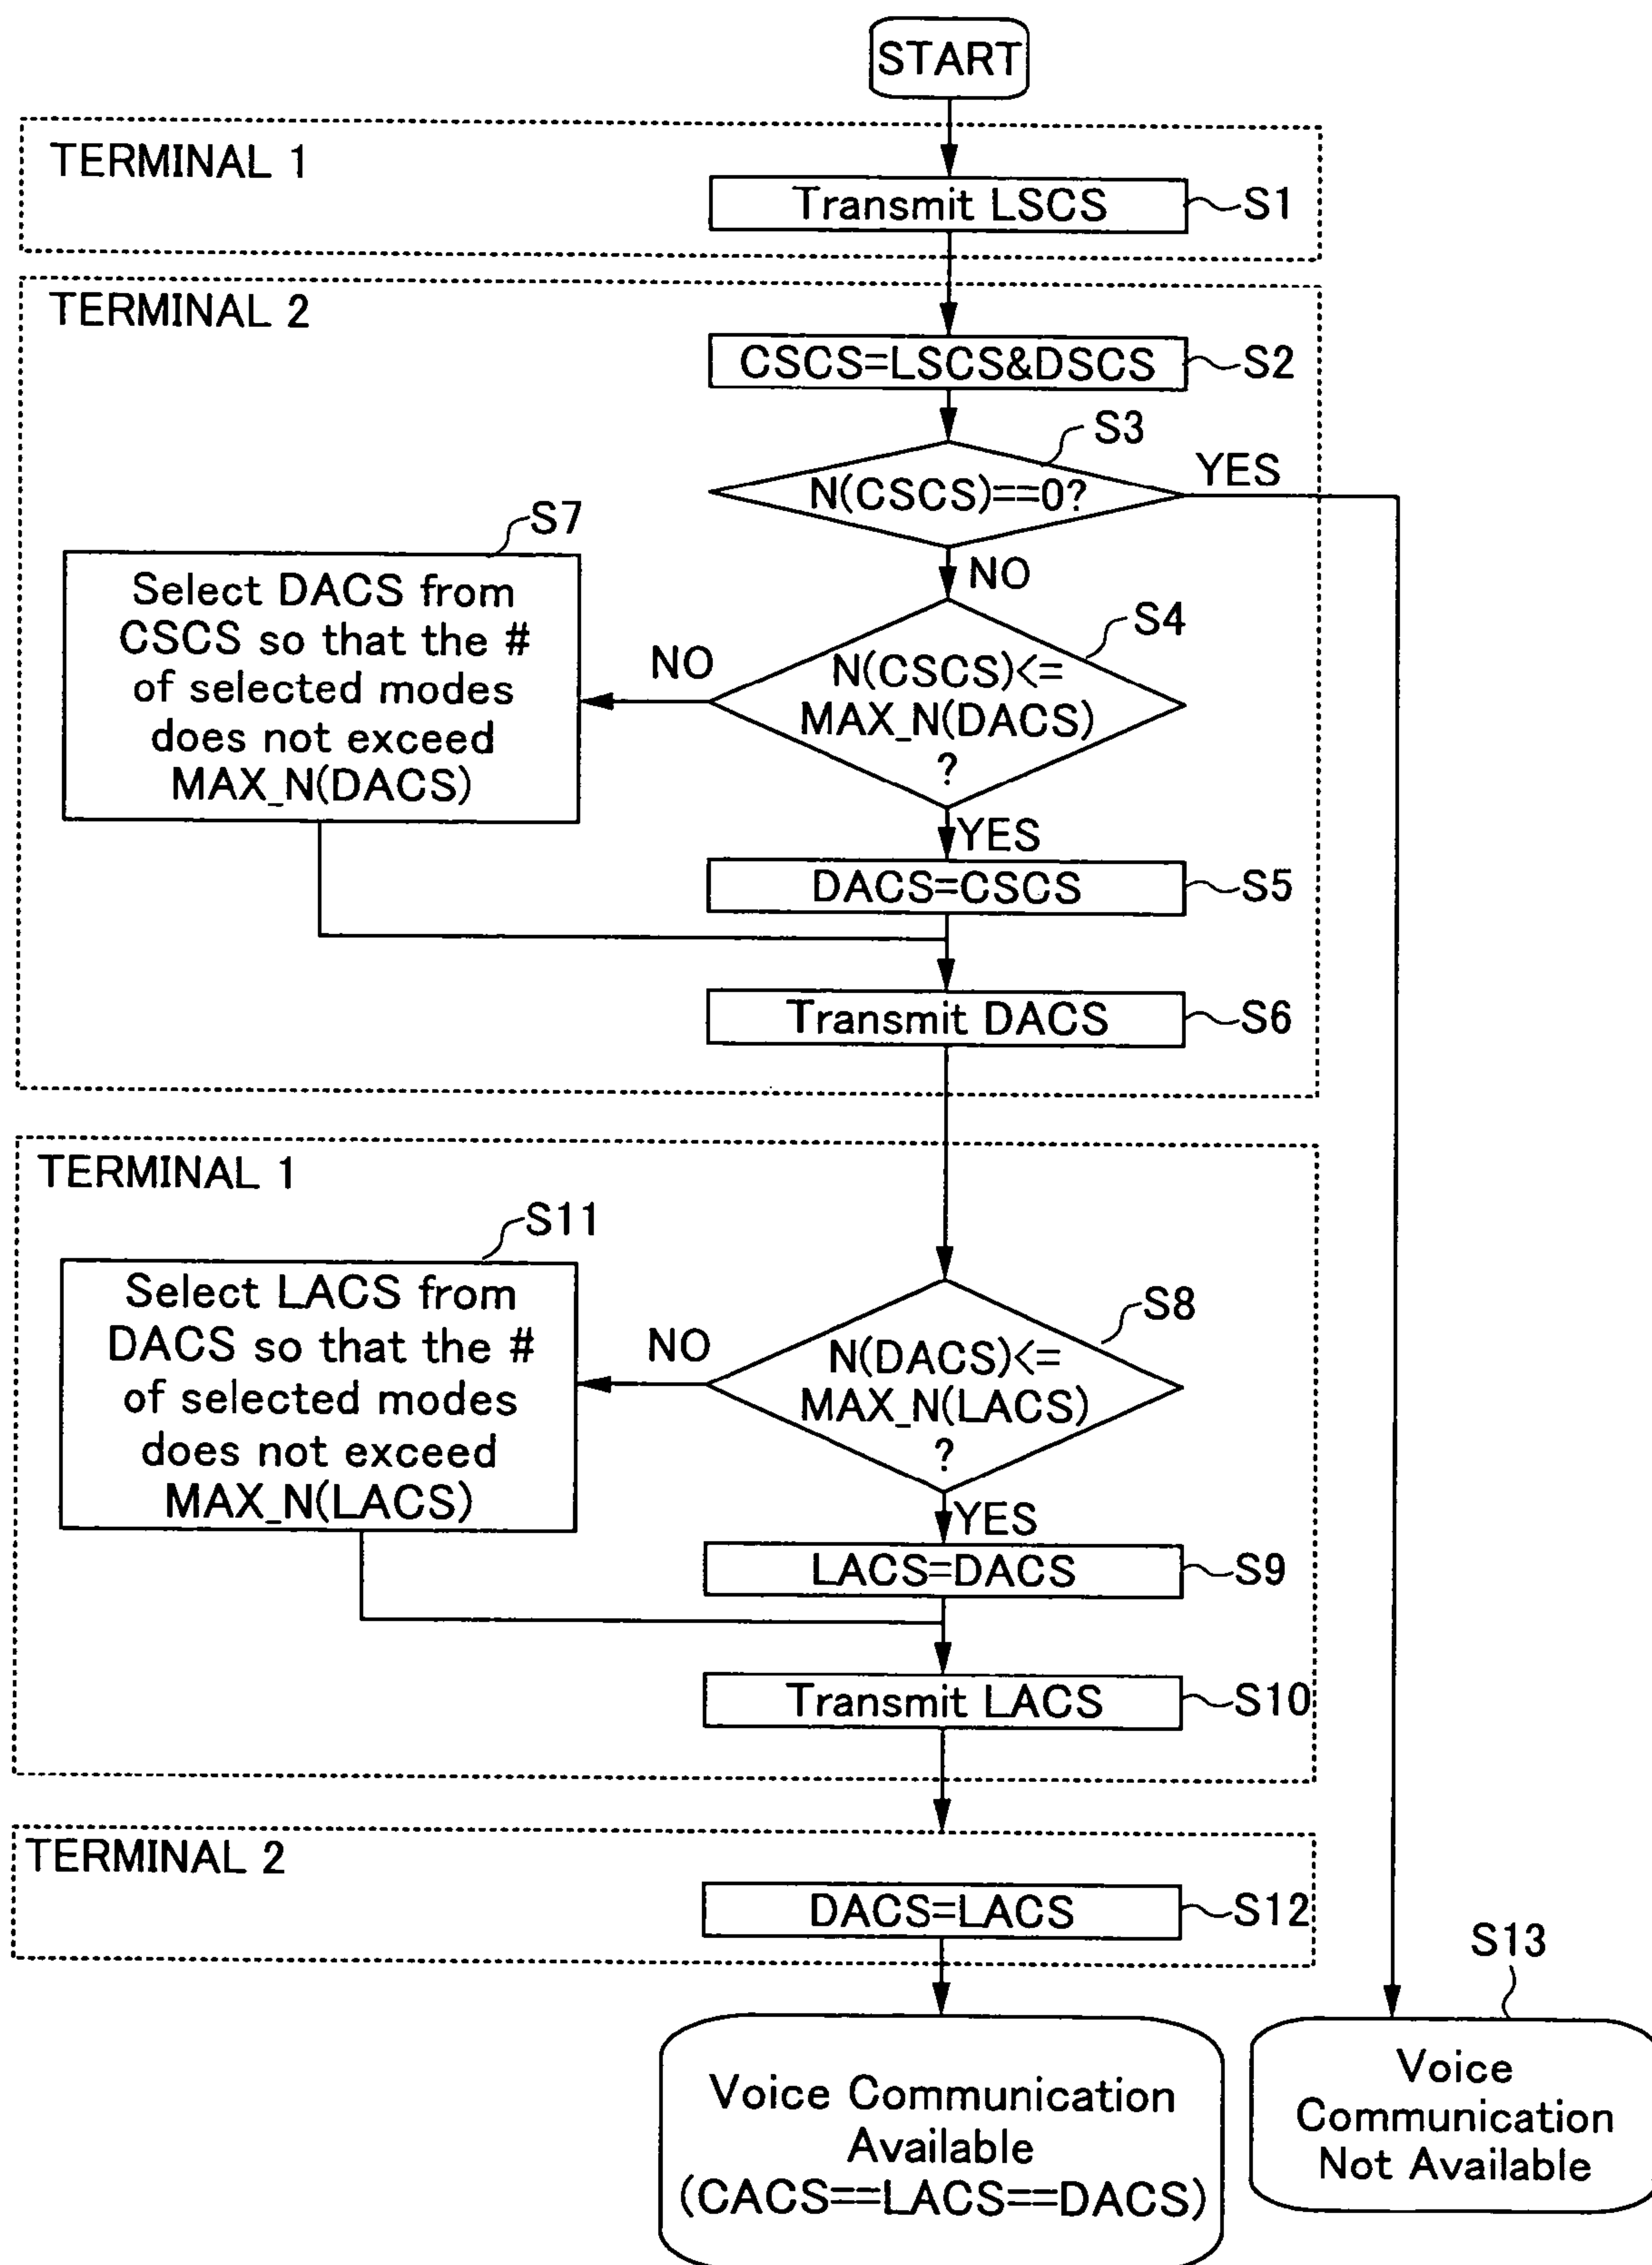 START
TERMINAL 1
Transmit LSCS
S1
TERMINAL 2
CSCS=LSCS&DSCS
S2
S3
N(CSCS)==0?
YES
NO
S4
N(CSCS)<=
MAX_N(DACS)
?
NO
S7
Select DACS from
CSCS so that the #
of selected modes
does not exceed
MAX_N(DACS)
YES
DACS=CSCS
S5
Transmit DACS
S6
TERMINAL 1
S8
N(DACS)<=
MAX_N(LACS)
?
NO
S11
Select LACS from
DACS so that the #
of selected modes
does not exceed
MAX_N(LACS)
YES
LACS=DACS
S9
Transmit LACS
S10
TERMINAL 2
DACS=LACS
S12
Voice Communication
Available
(CACS==LACS==DACS)
S13
Voice
Communication
Not Available